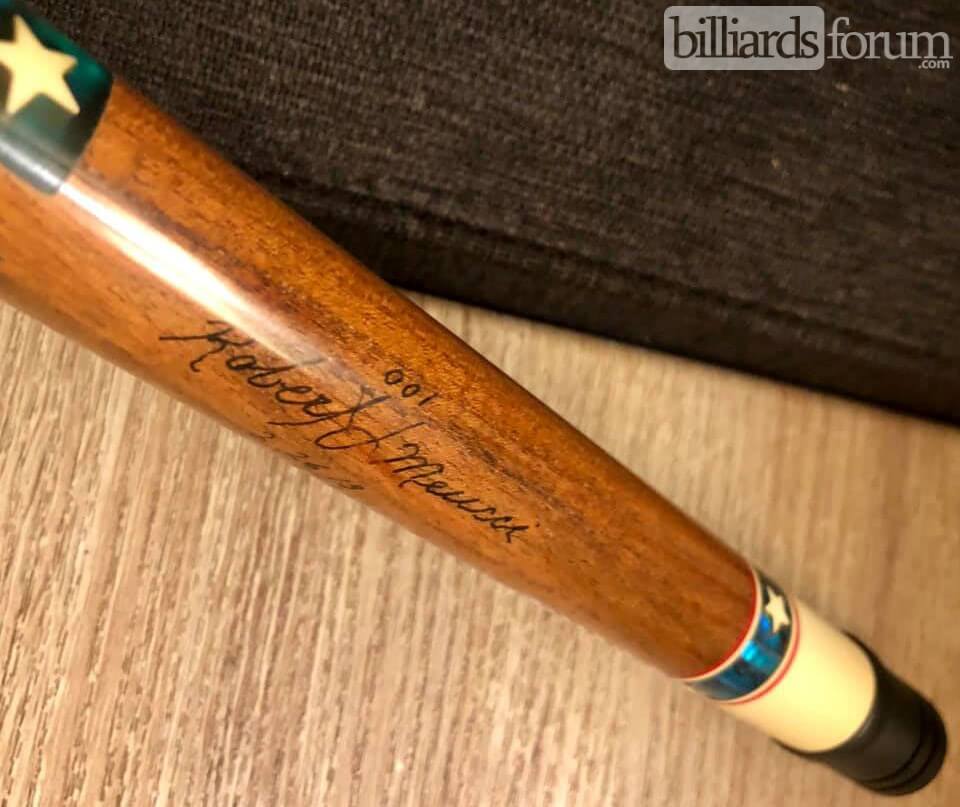 billiardsforum
.com
001
Robert J Meucci